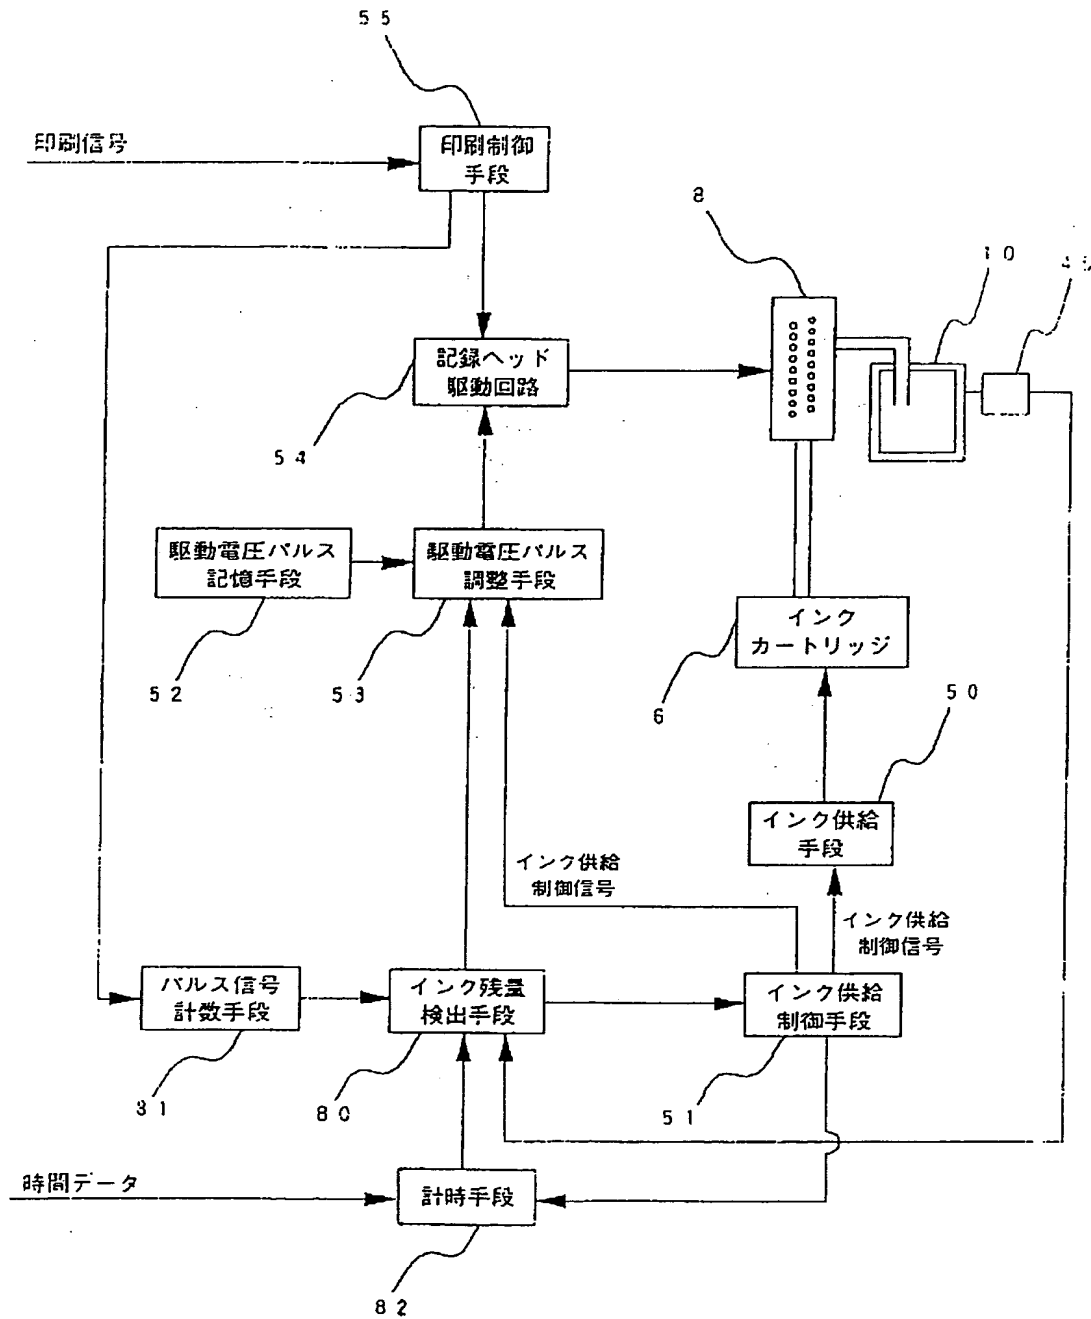 ５５
印刷信号
印刷制御
手段
８
１０
記録ヘッド
駆動回路
５４
駆動電圧パルス
記憶手段
駆動電圧パルス
調整手段
インク
カートリッジ
５２
５３
６
５０
インク供給
手段
インク供給
制御信号
インク供給
制御信号
パルス信号
計数手段
インク残量
検出手段
インク供給
制御手段
８１
８０
５１
時間データ
計時手段
８２